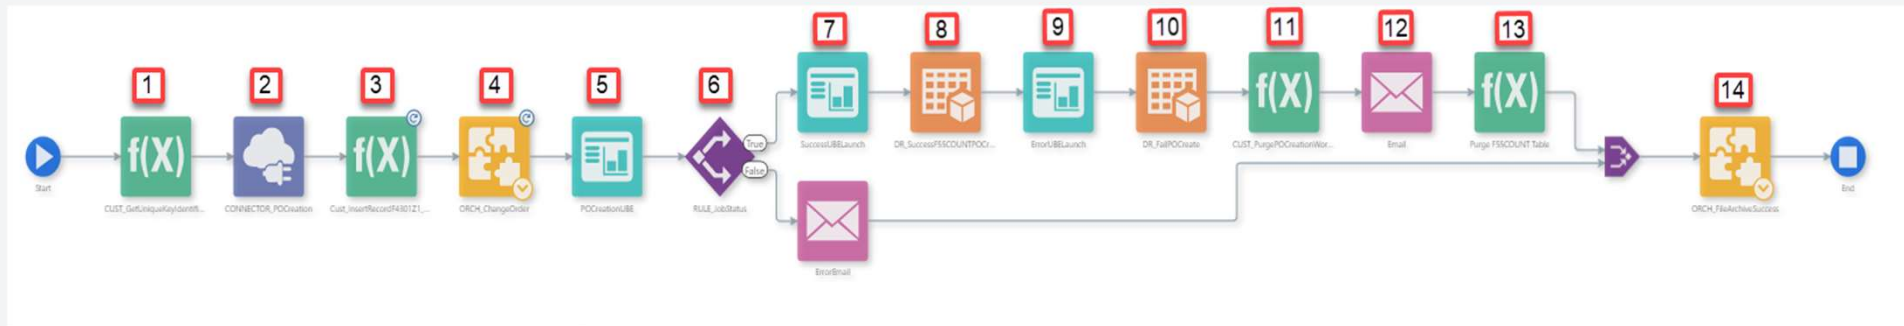 7
8
9
10
11
12
13
1
2
3
4
5
6
14
f(X)
f(X)
f(X)
f(X)
True
False
SuccessUBELaunch
DR_SuccessF55COUNTPOCr...
ErrorUBELaunch
DR_FailPOCreate
CUST_PurgePOCreationWor...
Email
Purge F55COUNT Table
Start
CUST_GetUniqueKeyIdentifi...
CONNECTOR_POCreation
Cust_InsertRecordF4301Z1_...
ORCH_ChangeOrder
POCreationUBE
RULE_JobStatus
ErrorEmail
ORCH_FileArchiveSuccess
End